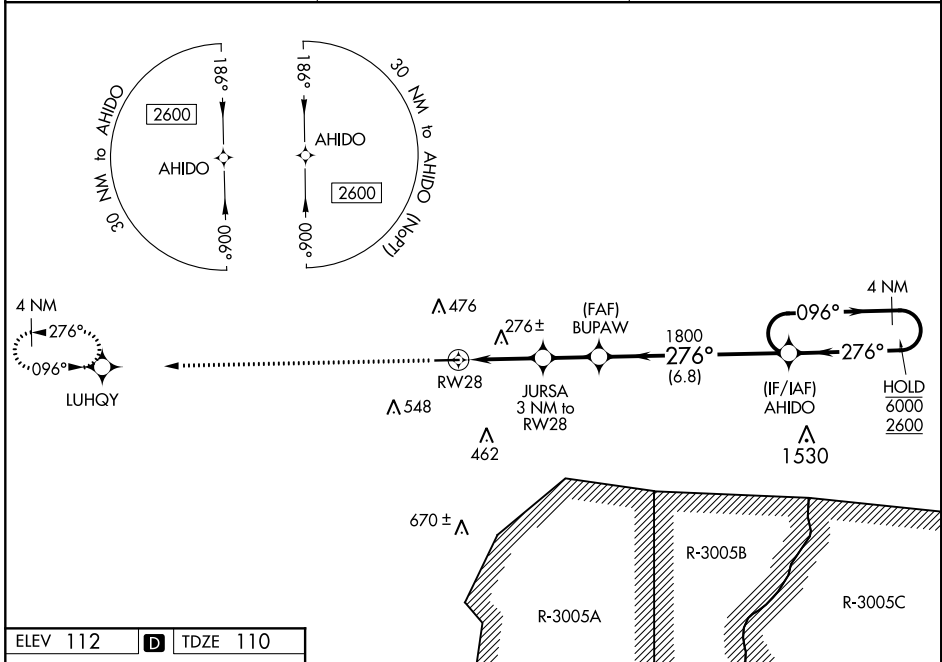 30 NM to AHIDO
186°
2600
AHIDO
006°
186°
30 NM to AHIDO (NoPT)
AHIDO
2600
006°
4 NM
276°
096°
LUHQY
476
276±
RW28
548
462
JURSA
3 NM to
RW28
(FAF)
BUPAW
1800
276°
(6.8)
(IF/IAF)
AHIDO
1530
096°
4 NM
276°
HOLD
6000
2600
670 ±
R-3005A
R-3005B
R-3005C
ELEV 112 D TDZE 110